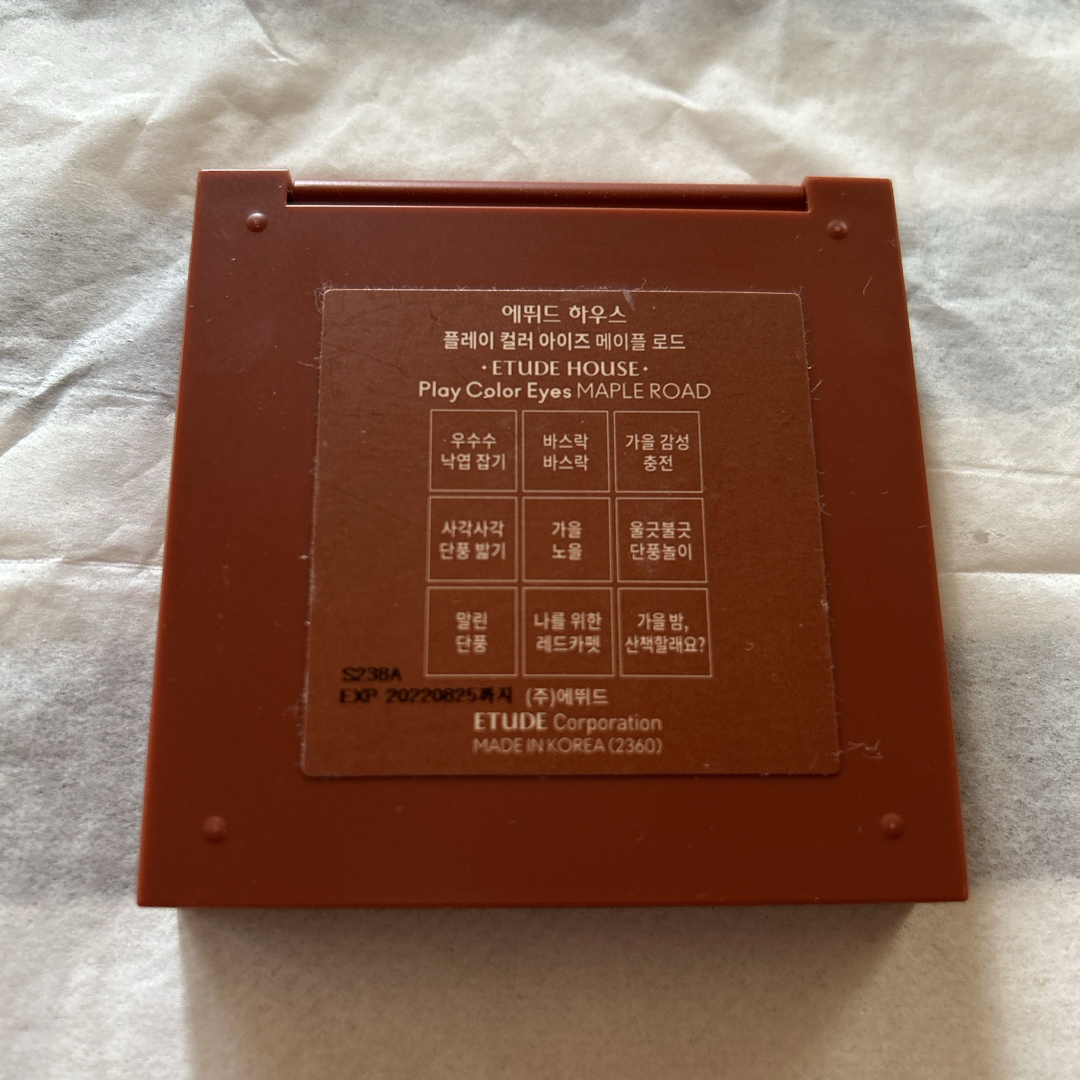 에뛰드 하우스
플레이 컬러 아이즈 메이플 로드
·ETUDE HOUSE·
Play Color Eyes MAPLE ROAD
우수수
낙엽 잡기
바스락
바스락
가을 감성
충전
사각사각
단풍 밟기
가을
노을
울긋불긋
단풍놀이
말린
단풍
나를 위한
레드카펫
가을 밤,
산책할래요?
S238A
EXP 20220825까지
(주)에뛰드
ETUDE Corporation
MADE IN KOREA (2360)